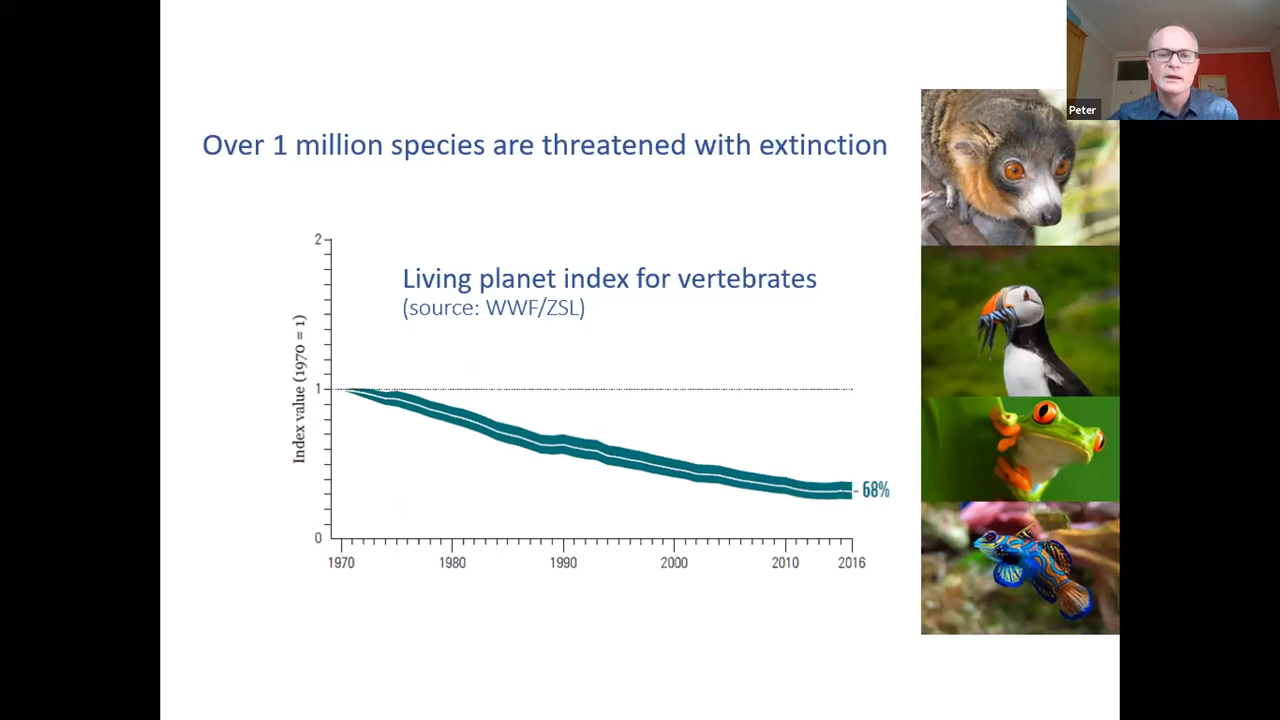 Peter
Over 1 million species are threatened with extinction
Living planet index for vertebrates
(source: WWF/ZSL)
Index value (1970 = 1)
2
1
0
- 68%
1970 1980 1990 2000 2010 2016